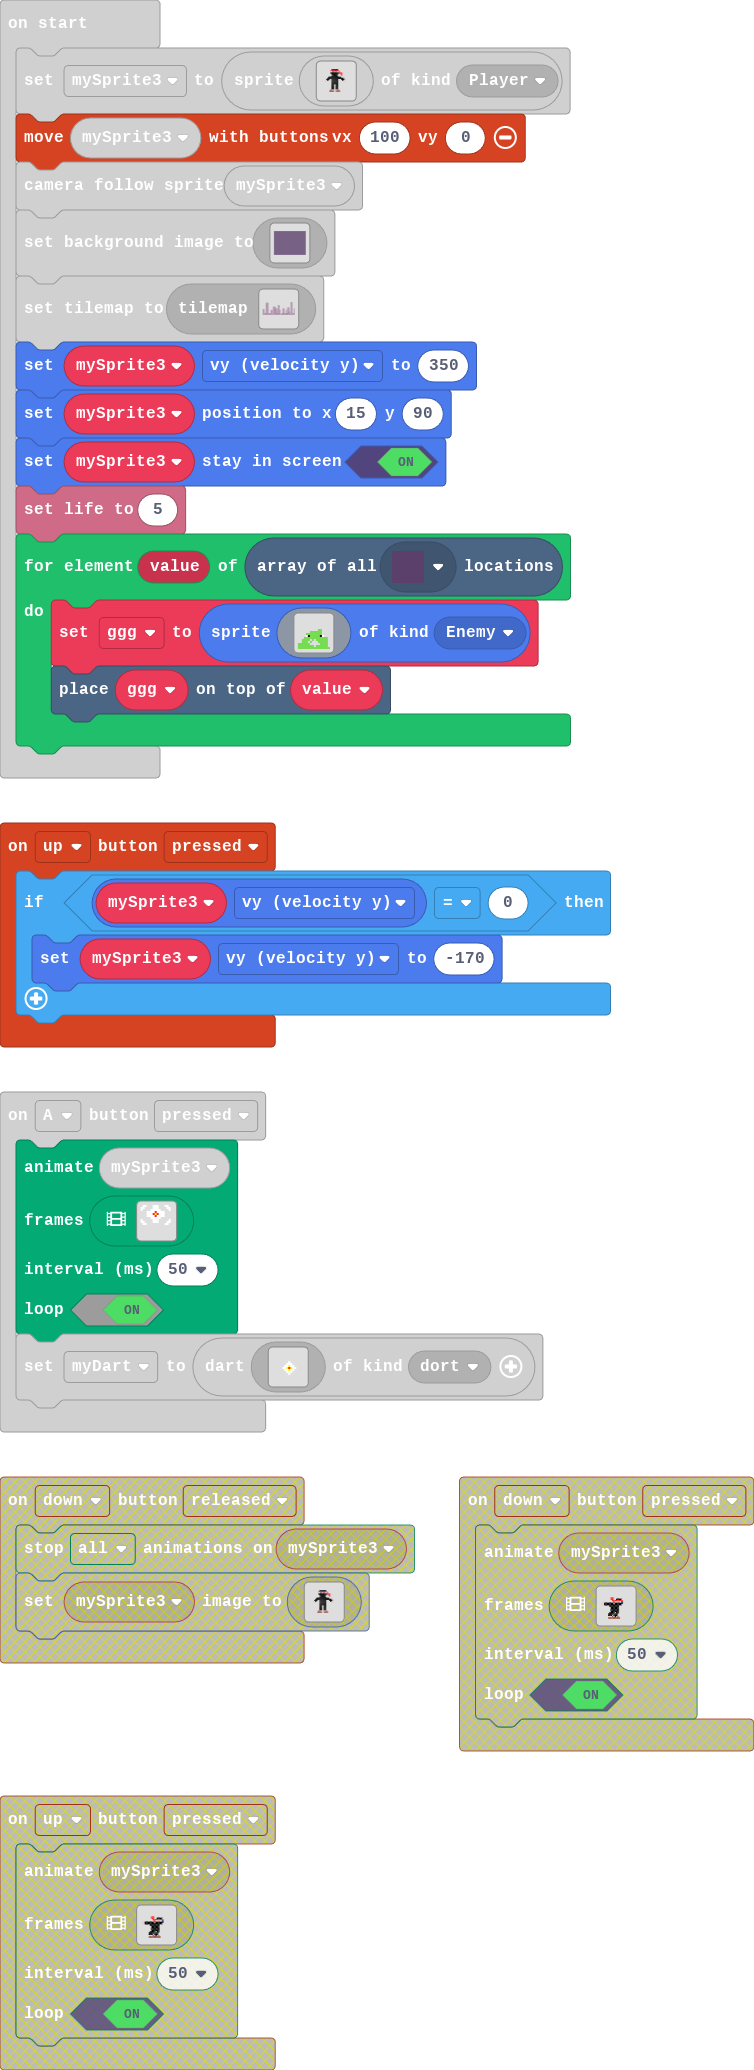 on start
set mySprite3 to sprite of kind Player
move mySprite3 with buttons vx 100 vy 0
camera follow sprite mySprite3
set background image to
set tilemap to tilemap
set mySprite3 vy (velocity y) to 350
set mySprite3 position to x 15 y 90
set mySprite3 stay in screen ON
set life to 5
for element value of array of all locations
do
set ggg to sprite of kind Enemy
place ggg on top of value
on up button pressed
if mySprite3 vy (velocity y) = 0 then
set mySprite3 vy (velocity y) to -170
on A button pressed
animate mySprite3
frames
interval (ms) 50
loop ON
set myDart to dart of kind dort
on down button released
stop all animations on mySprite3
set mySprite3 image to
on down button pressed
animate mySprite3
frames
interval (ms) 50
loop ON
on up button pressed
animate mySprite3
frames
interval (ms) 50
loop ON